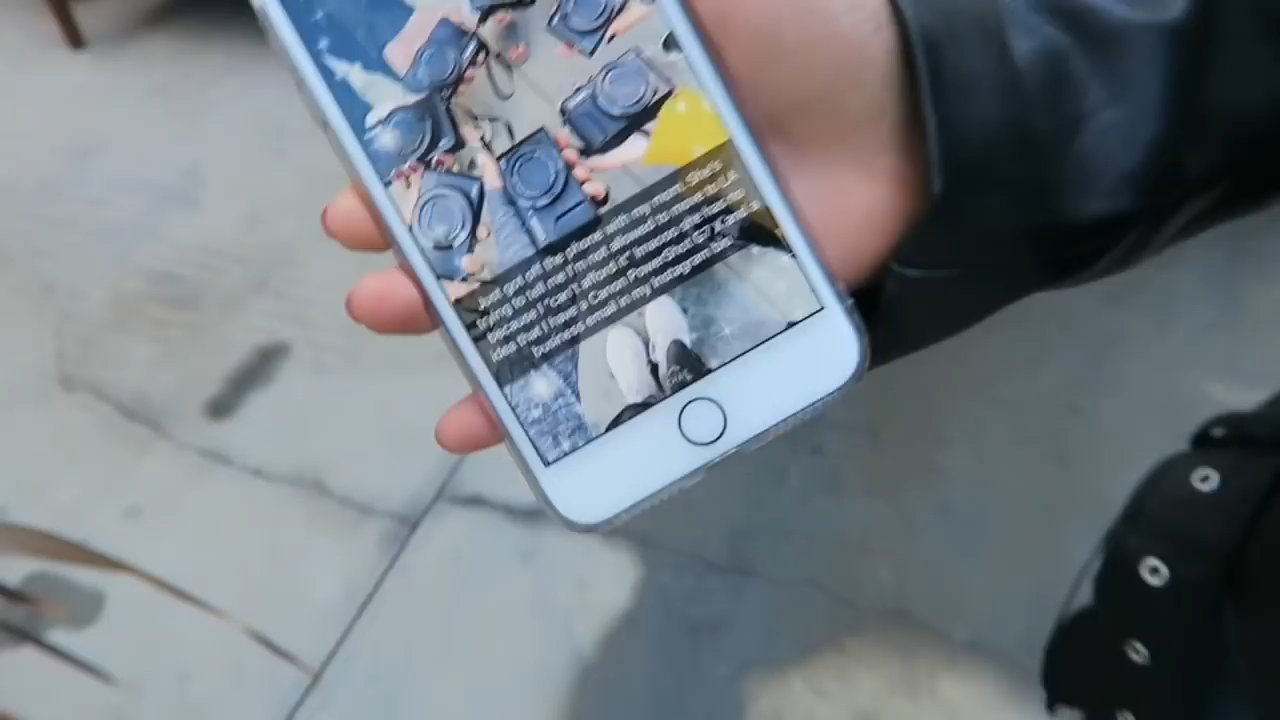 Just got off the phone with my mom! She's
trying to tell me I'm not allowed to move to LA
because I "can't afford it" lmaooo she has no
idea that I have a Canon PowerShot G7 X and a
business email in my Instagram bio